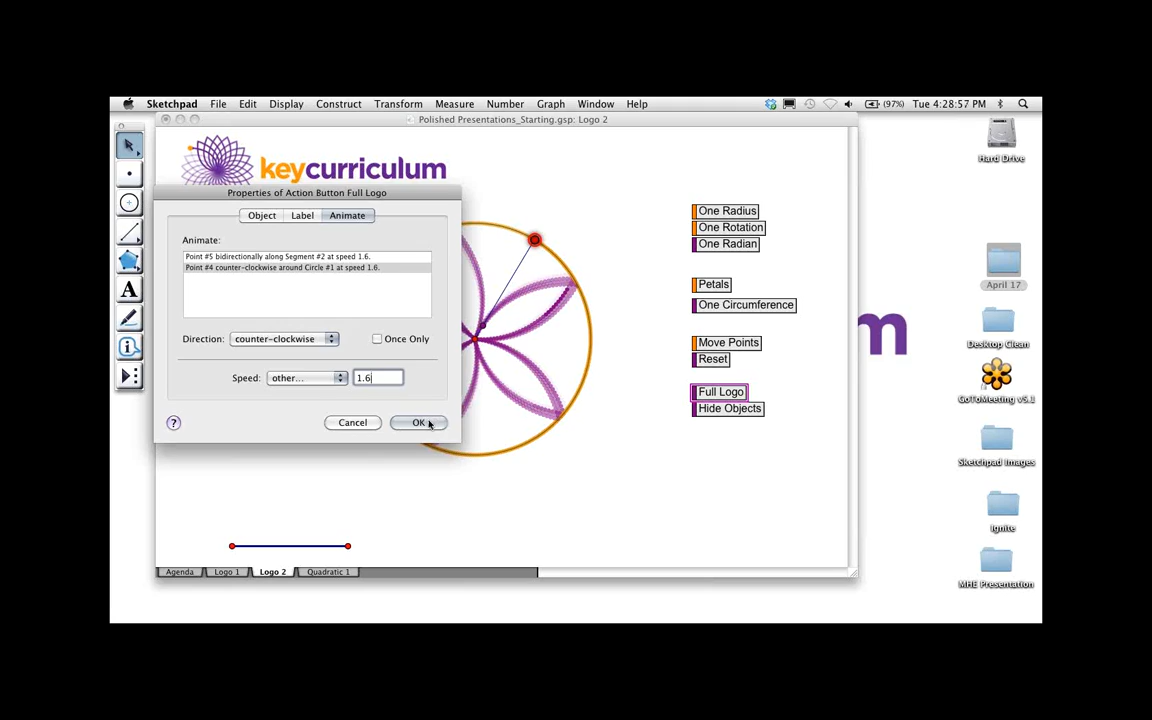 Sketchpad File Edit Display Construct Transform Measure Number Graph Window Help (97%) Tue 4:28:57 PM
Polished Presentations_Starting.gsp: Logo 2
keycurriculum
Hard Drive
Properties of Action Button Full Logo
Object Label Animate
Animate:
Point #5 bidirectionally along Segment #2 at speed 1.6.
Point #4 counter-clockwise around Circle #1 at speed 1.6.
Direction: counter-clockwise Once Only
Speed: other... 1.6
? Cancel OK
A
One Radius
One Rotation
One Radian
Petals
One Circumference
Move Points
Reset
Full Logo
Hide Objects
m
April 17
Desktop Clean
GoToMeeting v5.1
Sketchpad Images
Ignite
MHE Presentation
Agenda Logo 1 Logo 2 Quadratic 1